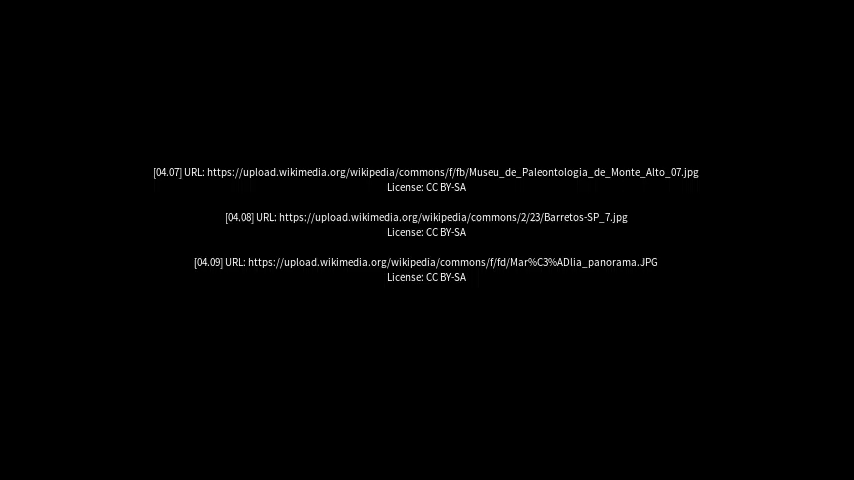 [04.07] URL: https://upload.wikimedia.org/wikipedia/commons/f/fb/Museu_de_Paleontologia_de_Monte_Alto_07.jpg
License: CC BY-SA
[04.08] URL: https://upload.wikimedia.org/wikipedia/commons/2/23/Barretos-SP_7.jpg
License: CC BY-SA
[04.09] URL: https://upload.wikimedia.org/wikipedia/commons/f/fd/Mar%C3%ADlia_panorama.JPG
License: CC BY-SA